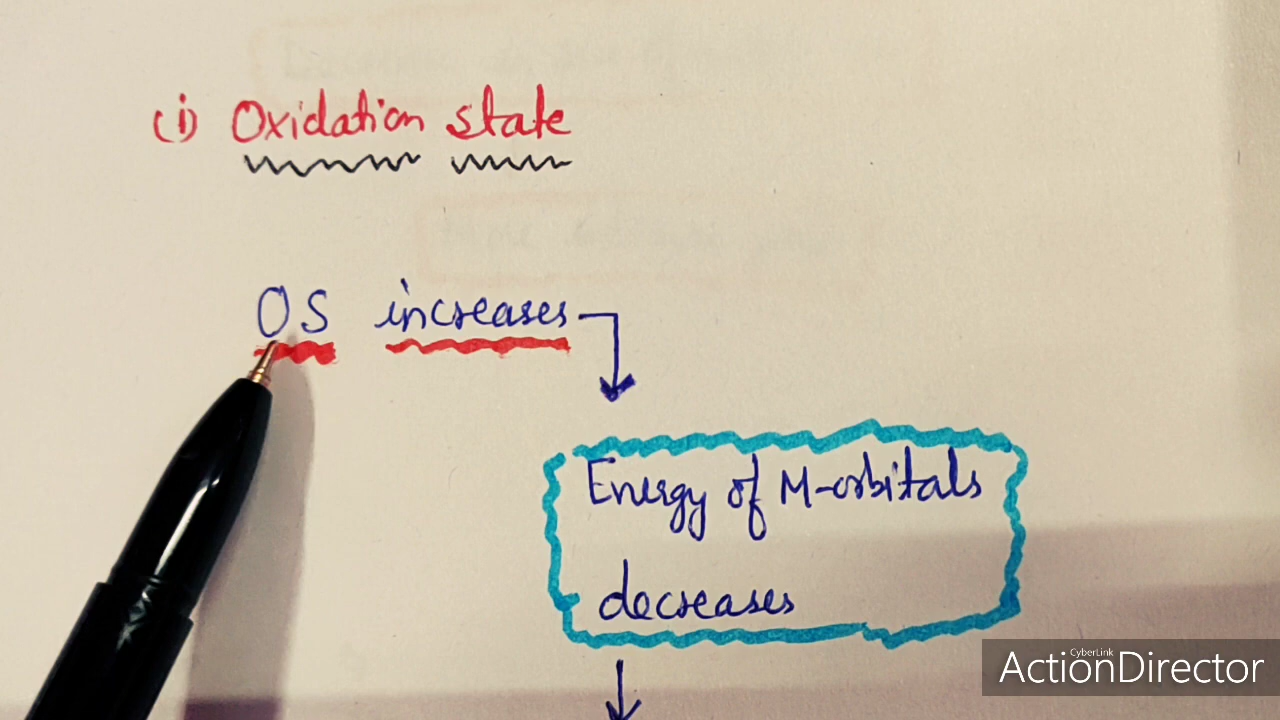 (i) Oxidation state
OS increases
Energy of M-orbitals
decreases
CyberLink
ActionDirector